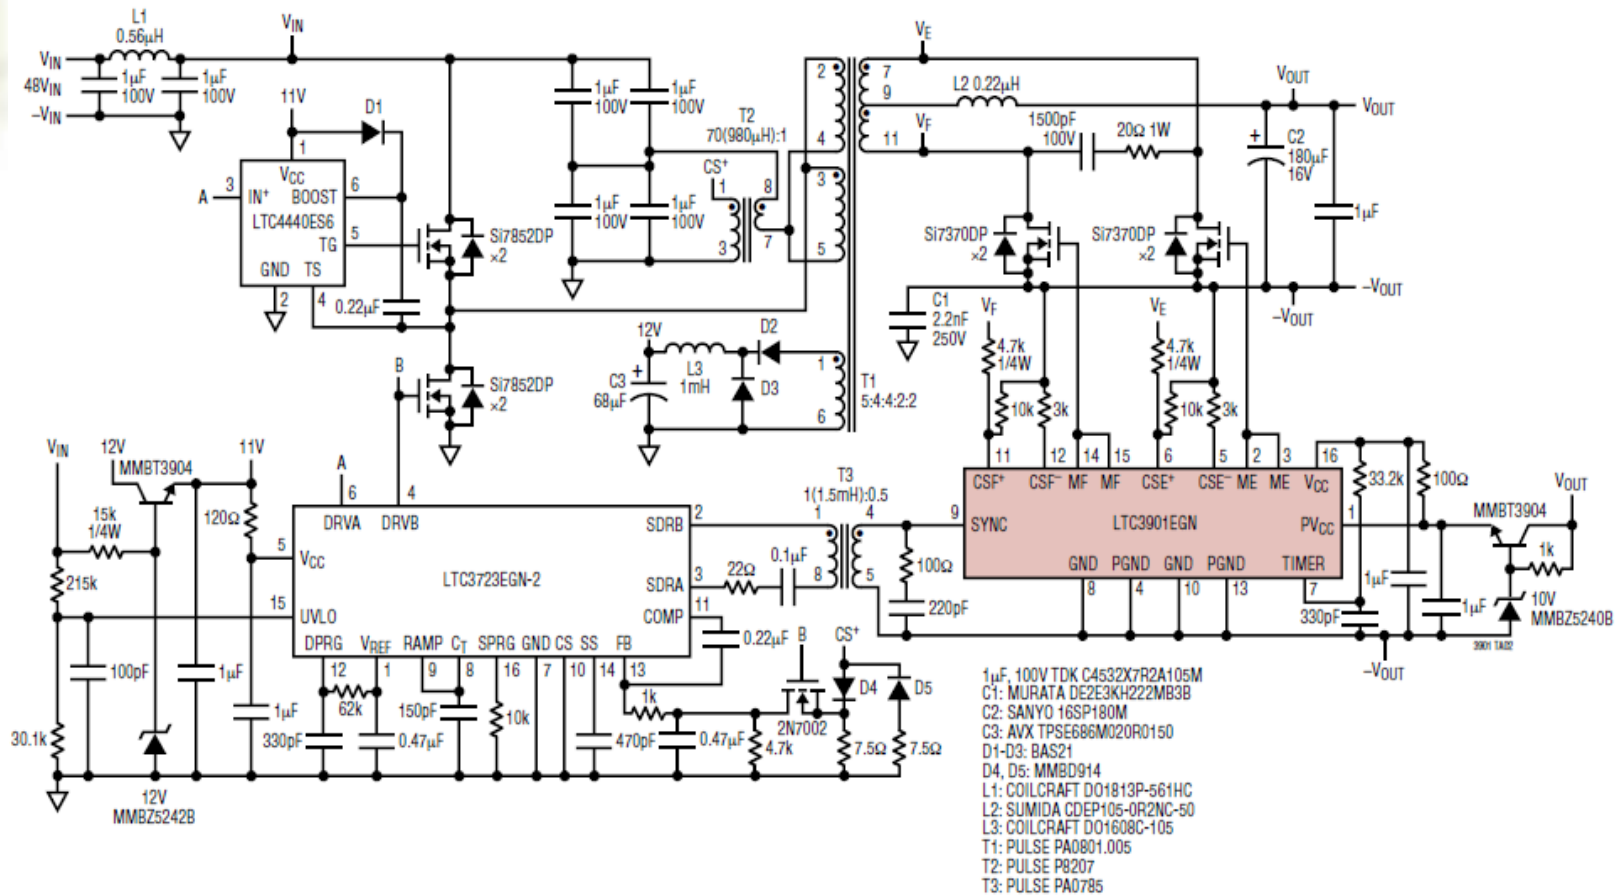 L1
0.56µH
VIN
VIN
48VIN
−VIN
1µF
100V
1µF
100V
11V
D1
1
VCC
A
3
IN+
BOOST
6
LTC4440ES6
TG
5
GND
TS
2
4
0.22µF
Si7852DP
×2
B
Si7852DP
×2
1µF
100V
1µF
100V
1µF
100V
1µF
100V
T2
70(980µH):1
CS+
1
8
3
7
2
4
3
5
1
6
T1
5:4:4:2:2
12V
+
C3
68µF
L3
1mH
D2
D3
VE
7
9
11
VF
L2 0.22µH
1500pF
100V
20Ω 1W
VOUT
VOUT
+
C2
180µF
16V
1µF
Si7370DP
×2
Si7370DP
×2
−VOUT
−VOUT
C1
2.2nF
250V
VF
4.7k
1/4W
10k
3k
VE
4.7k
1/4W
10k
3k
11
12
14
15
6
5
2
3
16
CSF+
CSF−
MF
MF
CSE+
CSE−
ME
ME
VCC
9
SYNC
LTC3901EGN
PVCC
1
GND
PGND
GND
PGND
TIMER
8
4
10
13
7
33.2k
100Ω
MMBT3904
VOUT
1k
1µF
1µF
330pF
10V
MMBZ5240B
3901 TA02
−VOUT
VIN
12V
MMBT3904
11V
15k
1/4W
120Ω
215k
30.1k
100pF
1µF
1µF
12V
MMBZ5242B
A
6
4
DRVA
DRVB
5
VCC
15
UVLO
LTC3723EGN-2
SDRB
2
SDRA
3
COMP
11
DPRG
VREF
RAMP
CT
SPRG
GND
CS
SS
FB
12
1
9
8
16
7
10
14
13
62k
330pF
0.47µF
150pF
10k
470pF
1k
0.47µF
4.7k
0.22µF
B
2N7002
CS+
D4
D5
7.5Ω
7.5Ω
22Ω
0.1µF
T3
1(1.5mH):0.5
1
4
8
5
100Ω
220pF
1µF, 100V TDK C4532X7R2A105M
C1: MURATA DE2E3KH222MB3B
C2: SANYO 16SP180M
C3: AVX TPSE686M020R0150
D1-D3: BAS21
D4, D5: MMBD914
L1: COILCRAFT DO1813P-561HC
L2: SUMIDA CDEP105-0R2NC-50
L3: COILCRAFT DO1608C-105
T1: PULSE PA0801.005
T2: PULSE P8207
T3: PULSE PA0785